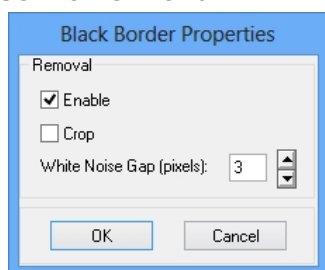 Black Border Properties
Removal
Enable
Crop
White Noise Gap (pixels): 3
OK Cancel